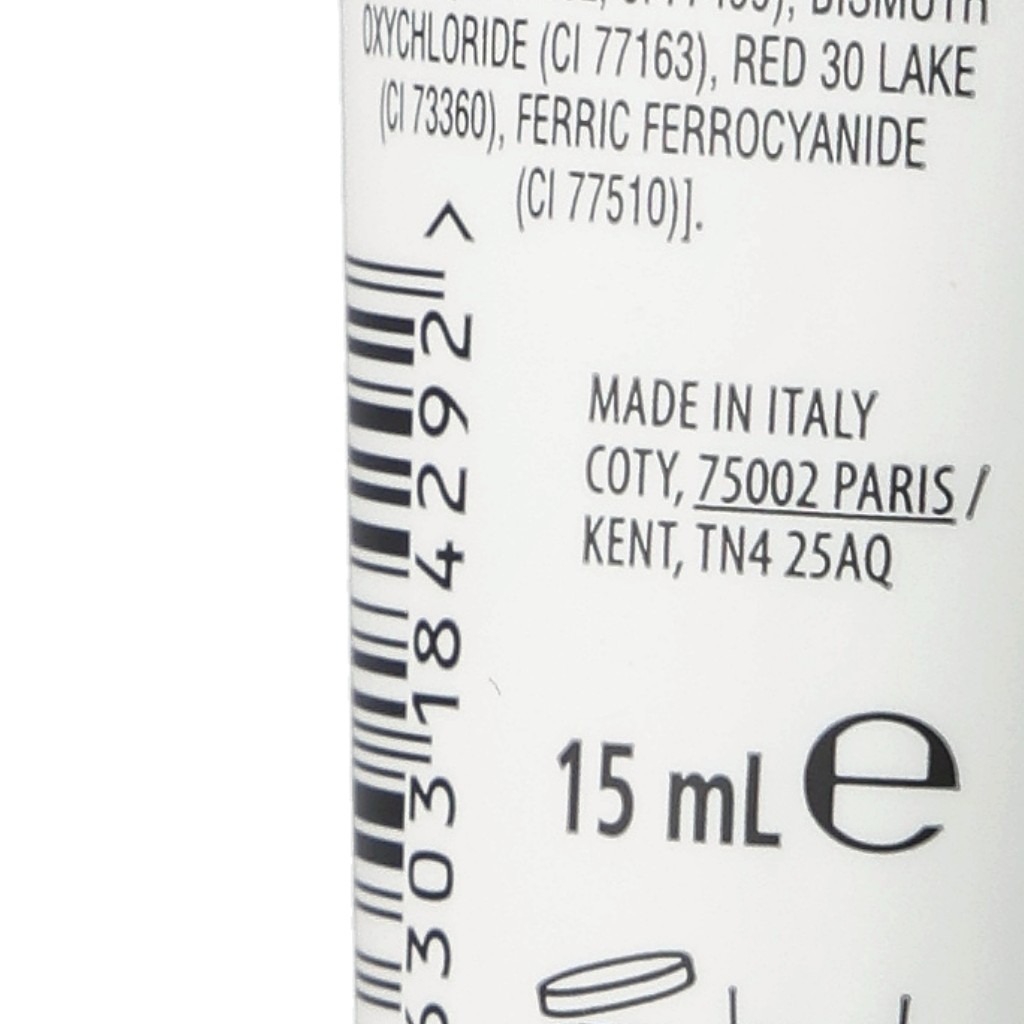 OXYCHLORIDE (CI 77163), RED 30 LAKE
(CI 73360), FERRIC FERROCYANIDE
(CI 77510)].
MADE IN ITALY
COTY, 75002 PARIS /
KENT, TN4 25AQ
15 mL e
303184292 >